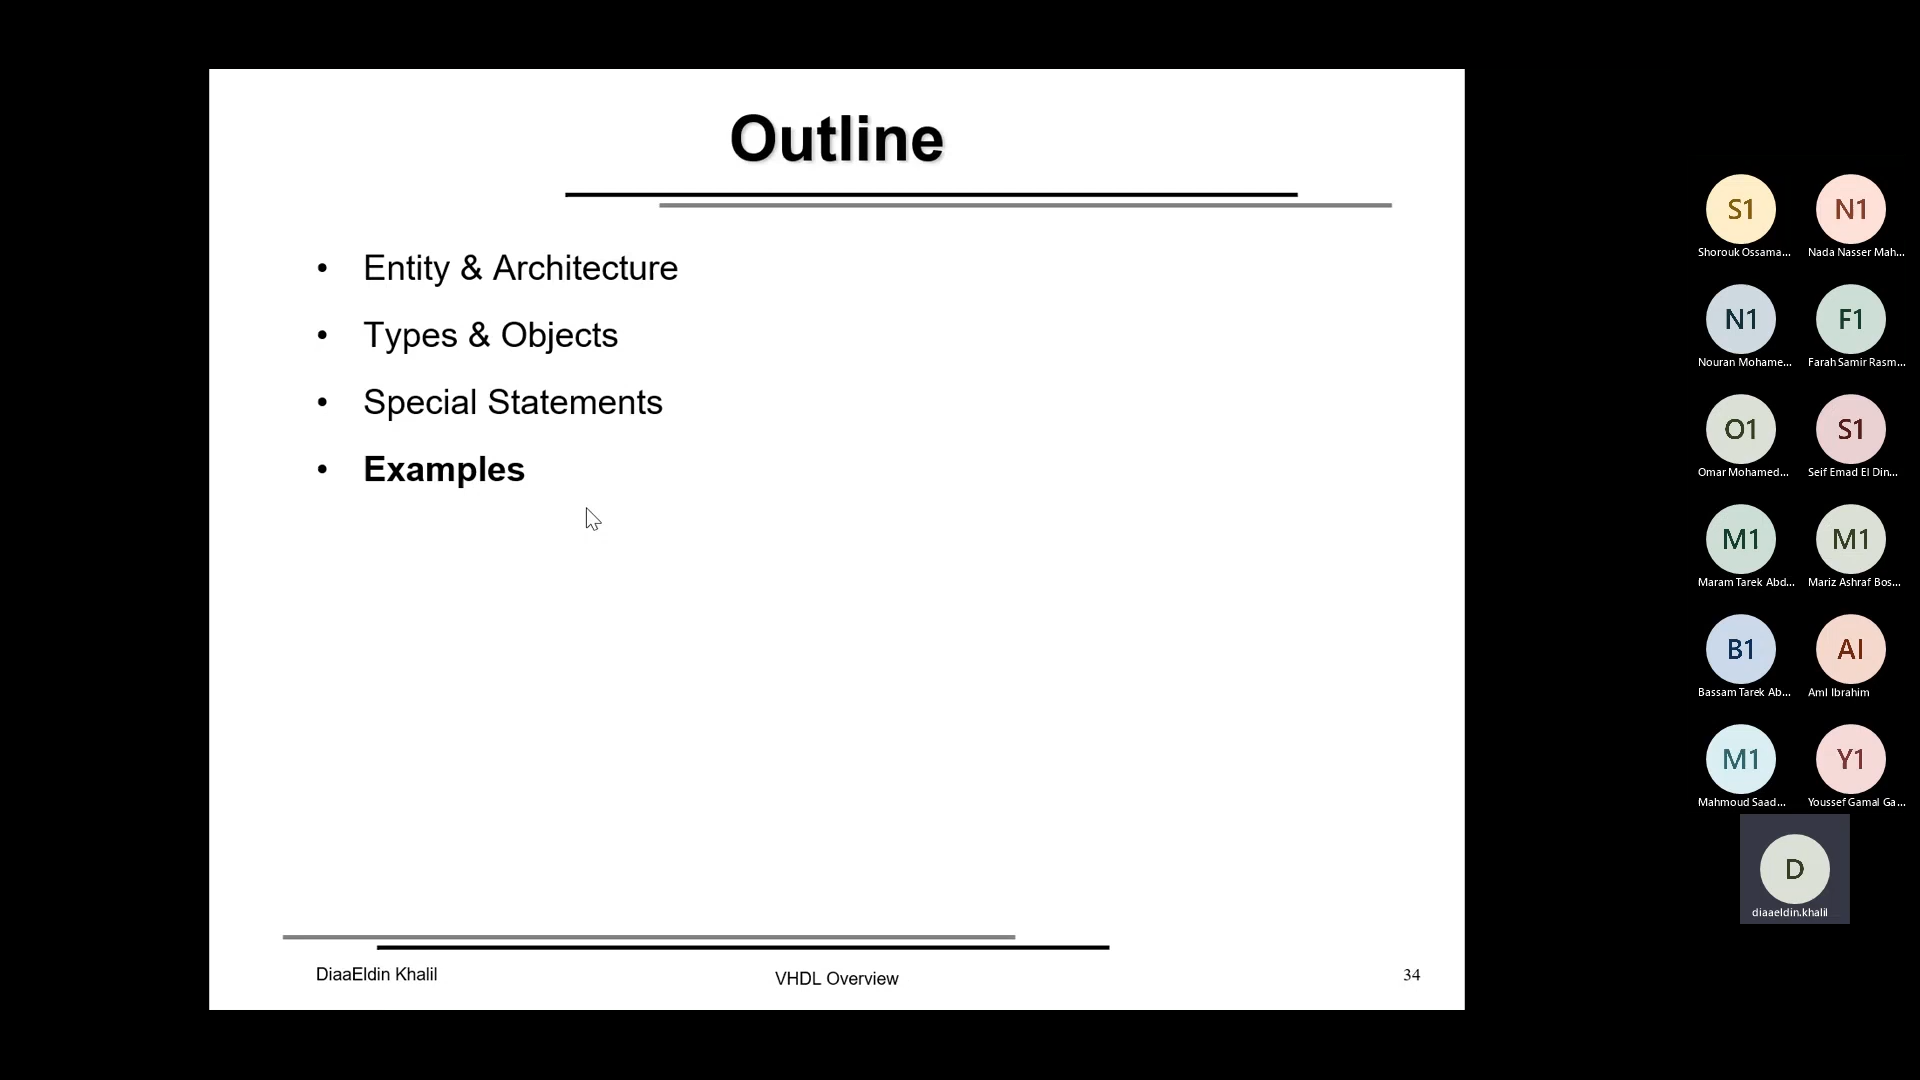 Outline
• Entity & Architecture
• Types & Objects
• Special Statements
• Examples
DiaaEldin Khalil
VHDL Overview
34
S1
N1
Shorouk Ossama...
Nada Nasser Mah...
N1
F1
Nouran Mohame...
Farah Samir Rasm...
O1
S1
Omar Mohamed...
Seif Emad El Din...
M1
M1
Maram Tarek Abd...
Mariz Ashraf Bos...
B1
AI
Bassam Tarek Ab...
Aml Ibrahim
M1
Y1
Mahmoud Saad...
Youssef Gamal Ga...
D
diaaeldin.khalil